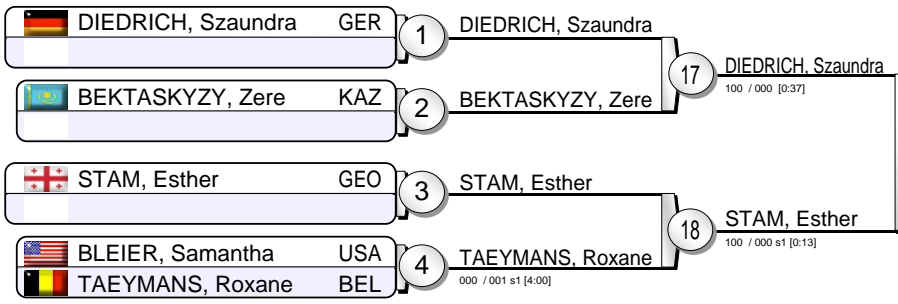 DIEDRICH, Szaundra GER
1
DIEDRICH, Szaundra
BEKTASKYZY, Zere KAZ
2
BEKTASKYZY, Zere
17
DIEDRICH, Szaundra
100 / 000 [0:37]
STAM, Esther GEO
3
STAM, Esther
BLEIER, Samantha USA
TAEYMANS, Roxane BEL
4
TAEYMANS, Roxane
000 / 001 s1 [4:00]
18
STAM, Esther
100 / 000 s1 [0:13]